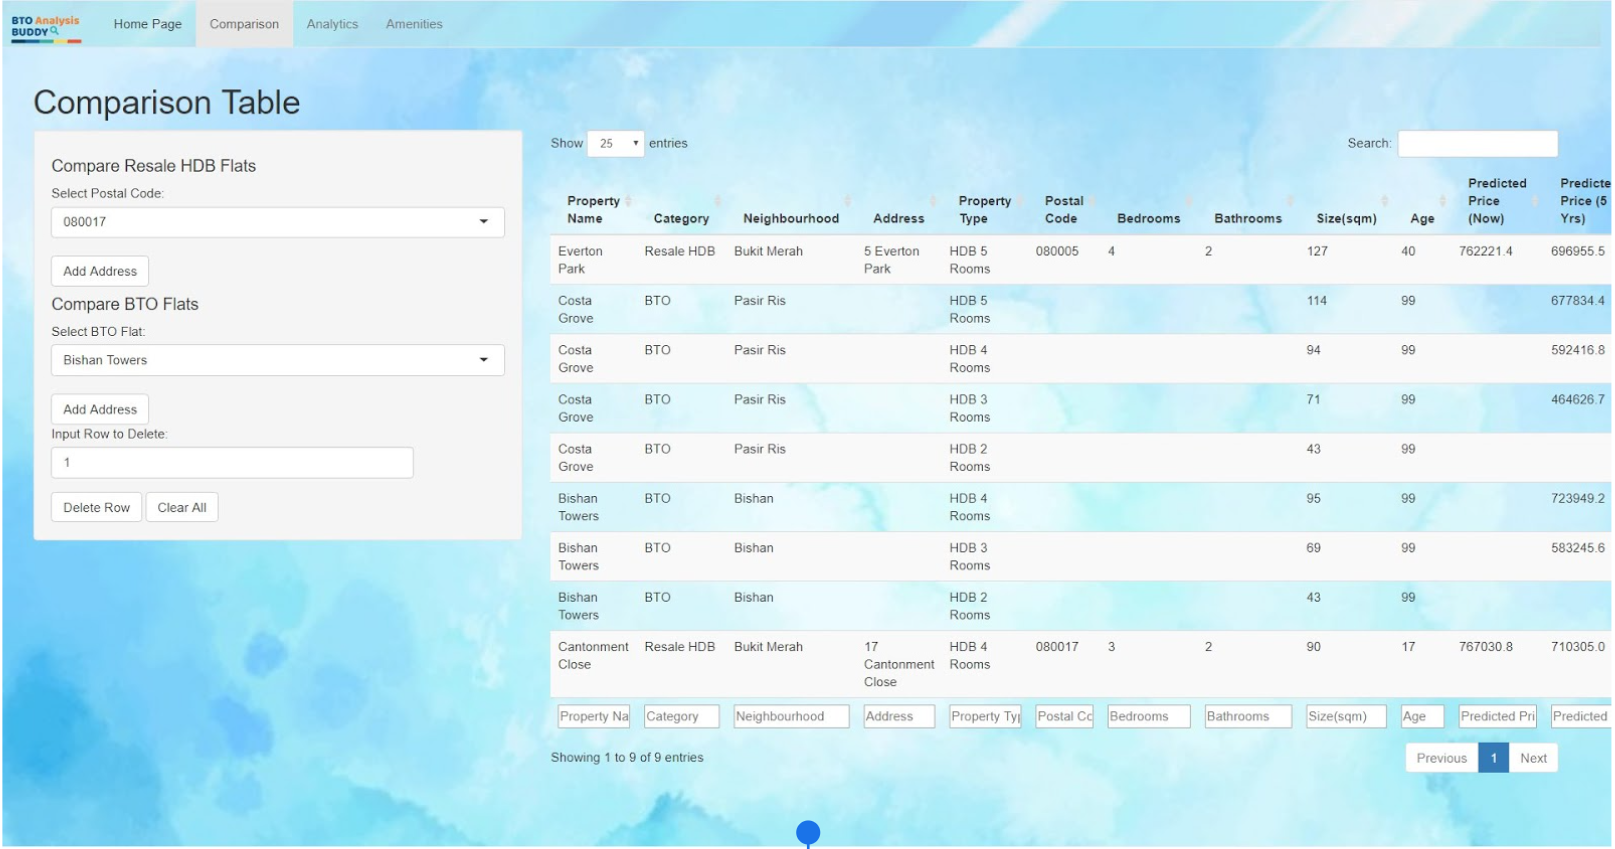 BTO Analysis
BUDDY
Home Page
Comparison
Analytics
Amenities
Comparison Table
Compare Resale HDB Flats
Select Postal Code:
080017
Add Address
Compare BTO Flats
Select BTO Flat:
Bishan Towers
Add Address
Input Row to Delete:
1
Delete Row
Clear All
Show 25 entries
Search:
Property Name Category Neighbourhood Address Property Type Postal Code Bedrooms Bathrooms Size(sqm) Age Predicted Price (Now) Predicte Price (5 Yrs)
Everton Park Resale HDB Bukit Merah 5 Everton Park HDB 5 Rooms 080005 4 2 127 40 762221.4 696955.5
Costa Grove BTO Pasir Ris HDB 5 Rooms 114 99 677834.4
Costa Grove BTO Pasir Ris HDB 4 Rooms 94 99 592416.8
Costa Grove BTO Pasir Ris HDB 3 Rooms 71 99 464626.7
Costa Grove BTO Pasir Ris HDB 2 Rooms 43 99
Bishan Towers BTO Bishan HDB 4 Rooms 95 99 723949.2
Bishan Towers BTO Bishan HDB 3 Rooms 69 99 583245.6
Bishan Towers BTO Bishan HDB 2 Rooms 43 99
Cantonment Close Resale HDB Bukit Merah 17 Cantonment Close HDB 4 Rooms 080017 3 2 90 17 767030.8 710305.0
Property Na Category Neighbourhood Address Property Ty Postal Cc Bedrooms Bathrooms Size(sqm) Age Predicted Pri Predicted
Showing 1 to 9 of 9 entries
Previous 1 Next